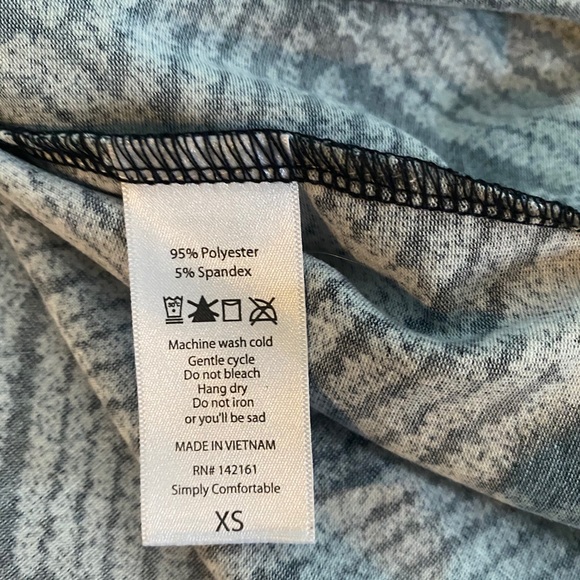 95% Polyester
5% Spandex
30°C
Machine wash cold
Gentle cycle
Do not bleach
Hang dry
Do not iron
or you'll be sad
MADE IN VIETNAM
RN# 142161
Simply Comfortable
XS